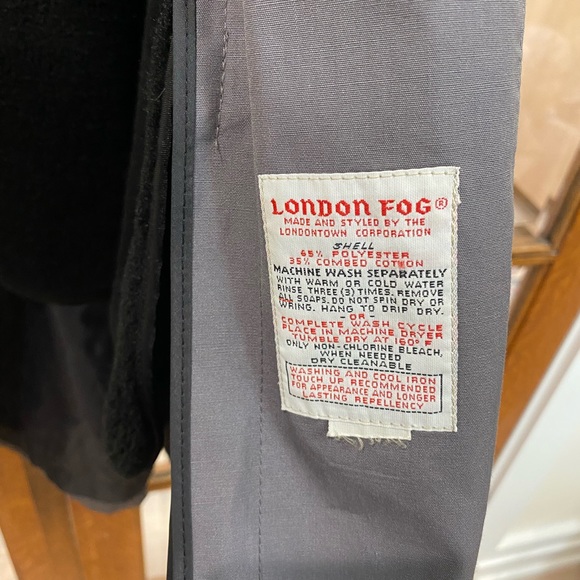 LONDON FOG®
MADE AND STYLED BY THE
LONDONTOWN CORPORATION
SHELL
65% POLYESTER
35% COMBED COTTON
MACHINE WASH SEPARATELY
WITH WARM OR COLD WATER
RINSE THREE (3) TIMES. REMOVE
ALL SOAPS. DO NOT SPIN DRY OR
WRING. HANG TO DRIP DRY.
-OR-
COMPLETE WASH CYCLE
PLACE IN MACHINE DRYER
TUMBLE DRY AT 160° F
ONLY NON-CHLORINE BLEACH,
WHEN NEEDED
DRY CLEANABLE
WASHING AND COOL IRON
TOUCH UP RECOMMENDED
FOR APPEARANCE AND LONGER
LASTING REPELLENCY